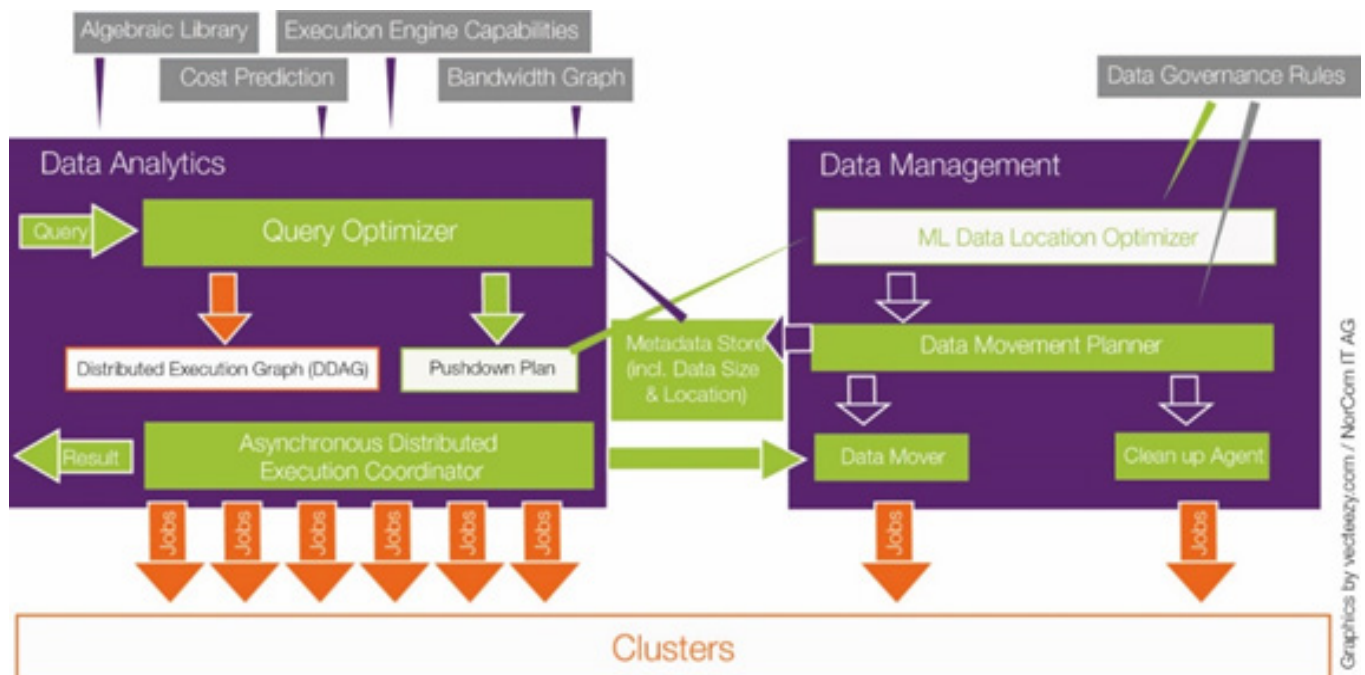 Algebraic Library
Execution Engine Capabilities
Cost Prediction
Bandwidth Graph
Data Governance Rules
Data Analytics
Query
Query Optimizer
Distributed Execution Graph (DDAG)
Pushdown Plan
Result
Asynchronous Distributed
Execution Coordinator
Metadata Store
(incl. Data Size
& Location)
Data Management
ML Data Location Optimizer
Data Movement Planner
Data Mover
Clean up Agent
Jobs
Jobs
Jobs
Jobs
Jobs
Jobs
Jobs
Jobs
Clusters
Graphics by vecteezy.com / NorCom IT AG